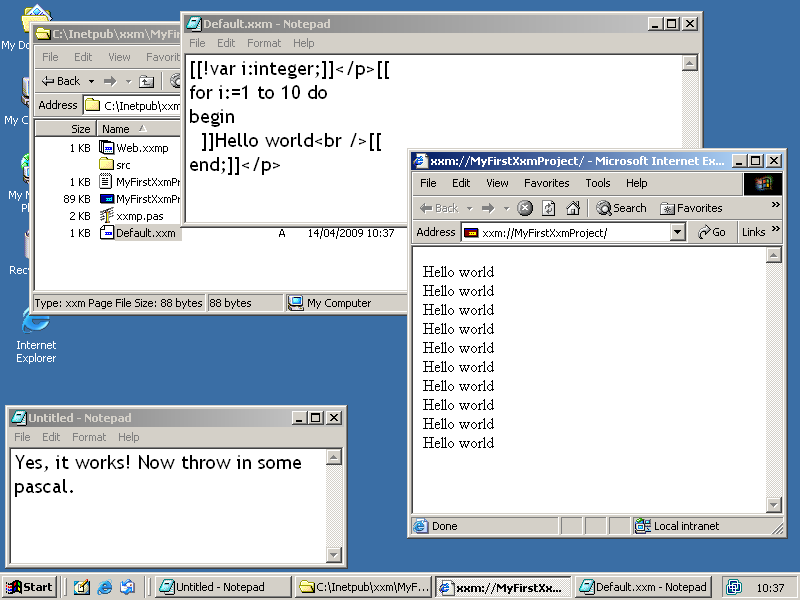 My Do
My C
My N
Pl
Recy
Internet
Explorer
C:\Inetpub\xxm\MyFirs
File Edit View Favorit
Back
Address C:\Inetpub\xxm
Size Name
1 KB Web.xxmp
src
1 KB MyFirstXxmPr
89 KB MyFirstXxmPr
2 KB xxmp.pas
1 KB Default.xxm A 14/04/2009 10:37
Type: xxm Page File Size: 88 bytes 88 bytes My Computer
Default.xxm - Notepad
File Edit Format Help
[[!var i:integer;]]</p>[[
for i:=1 to 10 do
begin
]]Hello world<br />[[
end;]]</p>
xxm://MyFirstXxmProject/ - Microsoft Internet Ex...
File Edit View Favorites Tools Help
Back Search Favorites »
Address xxm://MyFirstXxmProject/ Go Links »
Hello world
Hello world
Hello world
Hello world
Hello world
Hello world
Hello world
Hello world
Hello world
Hello world
Done Local intranet
Untitled - Notepad
File Edit Format Help
Yes, it works! Now throw in some
pascal.
Start Untitled - Notepad C:\Inetpub\xxm\MyF... xxm://MyFirstXx... Default.xxm - Notepad 10:37